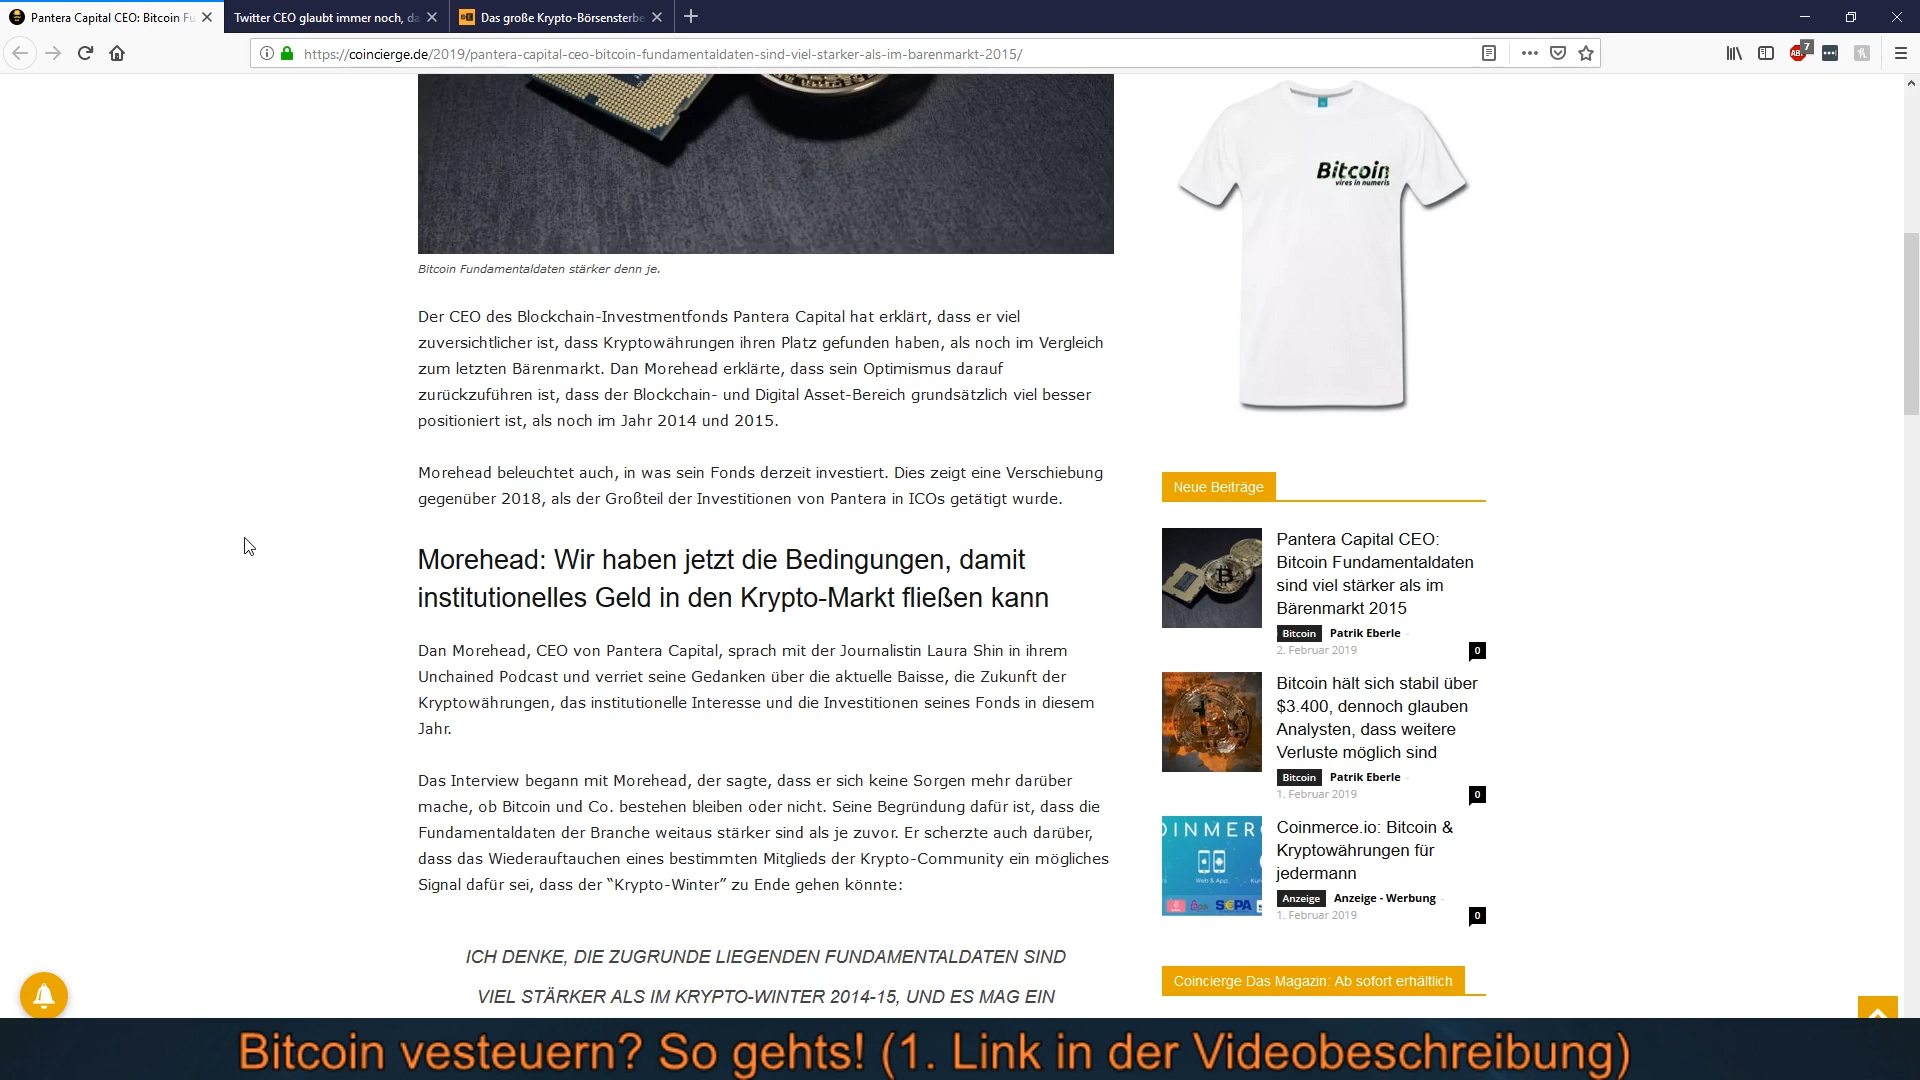 Pantera Capital CEO: Bitcoin Fu
Twitter CEO glaubt immer noch, da
Das große Krypto-Börsensterbe
https://coincierge.de/2019/pantera-capital-ceo-bitcoin-fundamentaldaten-sind-viel-starker-als-im-barenmarkt-2015/
7
Bitcoin
vires in numeris
Bitcoin Fundamentaldaten stärker denn je.
Der CEO des Blockchain-Investmentfonds Pantera Capital hat erklärt, dass er viel
zuversichtlicher ist, dass Kryptowährungen ihren Platz gefunden haben, als noch im Vergleich
zum letzten Bärenmarkt. Dan Morehead erklärte, dass sein Optimismus darauf
zurückzuführen ist, dass der Blockchain- und Digital Asset-Bereich grundsätzlich viel besser
positioniert ist, als noch im Jahr 2014 und 2015.
Morehead beleuchtet auch, in was sein Fonds derzeit investiert. Dies zeigt eine Verschiebung
gegenüber 2018, als der Großteil der Investitionen von Pantera in ICOs getätigt wurde.
Morehead: Wir haben jetzt die Bedingungen, damit
institutionelles Geld in den Krypto-Markt fließen kann
Dan Morehead, CEO von Pantera Capital, sprach mit der Journalistin Laura Shin in ihrem
Unchained Podcast und verriet seine Gedanken über die aktuelle Baisse, die Zukunft der
Kryptowährungen, das institutionelle Interesse und die Investitionen seines Fonds in diesem
Jahr.
Das Interview begann mit Morehead, der sagte, dass er sich keine Sorgen mehr darüber
mache, ob Bitcoin und Co. bestehen bleiben oder nicht. Seine Begründung dafür ist, dass die
Fundamentaldaten der Branche weitaus stärker sind als je zuvor. Er scherzte auch darüber,
dass das Wiederauftauchen eines bestimmten Mitglieds der Krypto-Community ein mögliches
Signal dafür sei, dass der “Krypto-Winter” zu Ende gehen könnte:
ICH DENKE, DIE ZUGRUNDE LIEGENDEN FUNDAMENTALDATEN SIND
VIEL STÄRKER ALS IM KRYPTO-WINTER 2014-15, UND ES MAG EIN
Neue Beiträge
Pantera Capital CEO:
Bitcoin Fundamentaldaten
sind viel stärker als im
Bärenmarkt 2015
Bitcoin Patrik Eberle -
2. Februar 2019
0
Bitcoin hält sich stabil über
$3.400, dennoch glauben
Analysten, dass weitere
Verluste möglich sind
Bitcoin Patrik Eberle -
1. Februar 2019
0
OINMER
Web & App
SEPA
Coinmerce.io: Bitcoin &
Kryptowährungen für
jedermann
Anzeige Anzeige - Werbung -
1. Februar 2019
0
Coincierge Das Magazin: Ab sofort erhältlich
Bitcoin vesteuern? So gehts! (1. Link in der Videobeschreibung)